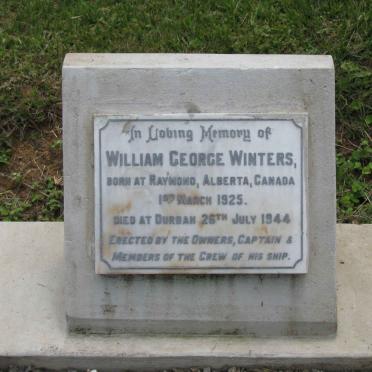 In Loving Memory of
WILLIAM GEORGE WINTERS,
BORN AT RAYMOND, ALBERTA, CANADA
1ST MARCH 1925.
DIED AT DURBAN 26TH JULY 1944
ERECTED BY THE OWNERS, CAPTAIN &
MEMBERS OF THE CREW OF HIS SHIP.